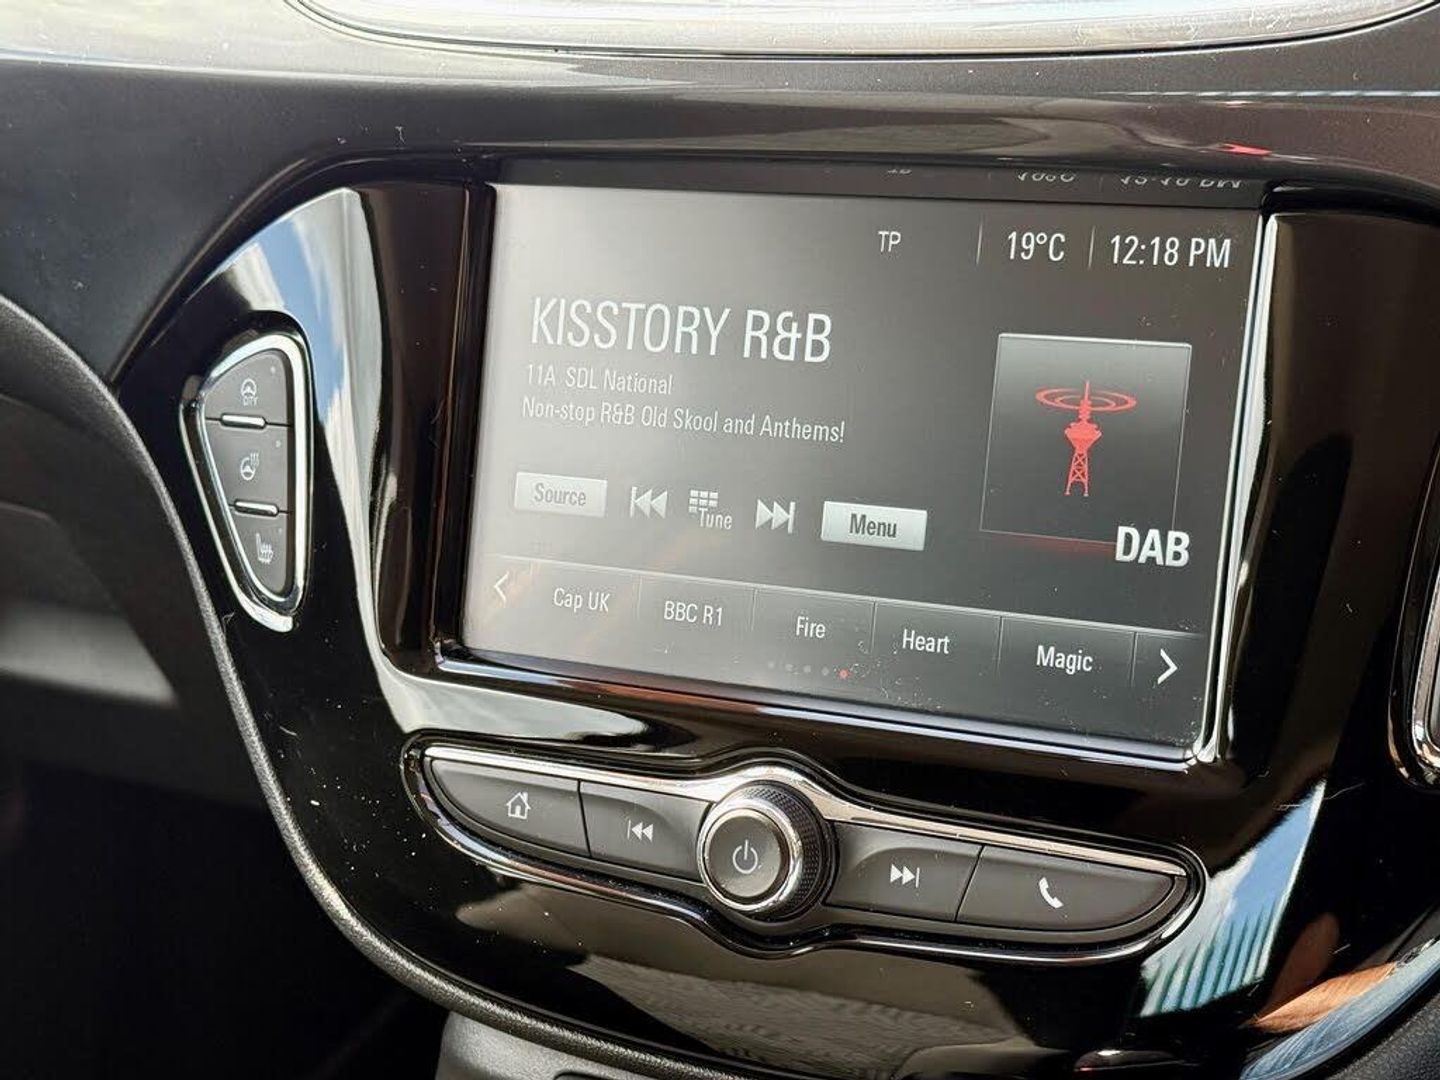 TP 19°C 12:18 PM
KISSTORY R&B
11A SDL National
Non-stop R&B Old Skool and Anthems!
Source Tune Menu
DAB
Cap UK BBC R1 Fire Heart Magic
CITY